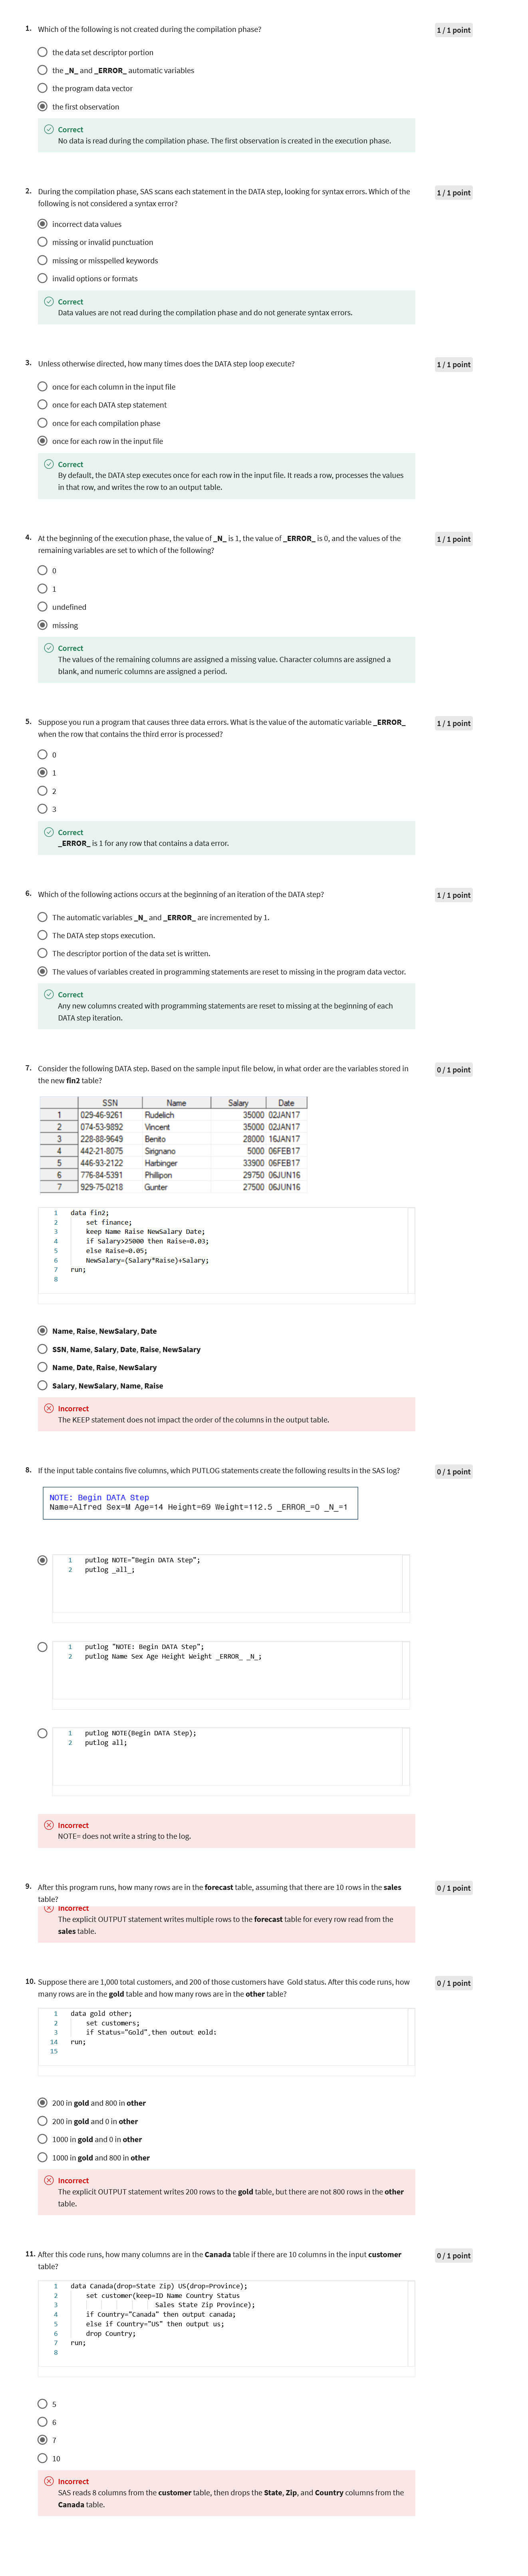 1. Which of the following is not created during the compilation phase?
1 / 1 point
the data set descriptor portion
the _N_ and _ERROR_ automatic variables
the program data vector
the first observation
Correct
No data is read during the compilation phase. The first observation is created in the execution phase.
2. During the compilation phase, SAS scans each statement in the DATA step, looking for syntax errors. Which of the
following is not considered a syntax error?
1 / 1 point
incorrect data values
missing or invalid punctuation
missing or misspelled keywords
invalid options or formats
Correct
Data values are not read during the compilation phase and do not generate syntax errors.
3. Unless otherwise directed, how many times does the DATA step loop execute?
1 / 1 point
once for each column in the input file
once for each DATA step statement
once for each compilation phase
once for each row in the input file
Correct
By default, the DATA step executes once for each row in the input file. It reads a row, processes the values
in that row, and writes the row to an output table.
4. At the beginning of the execution phase, the value of _N_ is 1, the value of _ERROR_ is 0, and the values of the
remaining variables are set to which of the following?
1 / 1 point
0
1
undefined
missing
Correct
The values of the remaining columns are assigned a missing value. Character columns are assigned a
blank, and numeric columns are assigned a period.
5. Suppose you run a program that causes three data errors. What is the value of the automatic variable _ERROR_
when the row that contains the third error is processed?
1 / 1 point
0
1
2
3
Correct
_ERROR_ is 1 for any row that contains a data error.
6. Which of the following actions occurs at the beginning of an iteration of the DATA step?
1 / 1 point
The automatic variables _N_ and _ERROR_ are incremented by 1.
The DATA step stops execution.
The descriptor portion of the data set is written.
The values of variables created in programming statements are reset to missing in the program data vector.
Correct
Any new columns created with programming statements are reset to missing at the beginning of each
DATA step iteration.
7. Consider the following DATA step. Based on the sample input file below, in what order are the variables stored in
the new fin2 table?
0 / 1 point
SSN Name Salary Date
1 029-46-9261 Rudelich 35000 02JAN17
2 074-53-9892 Vincent 35000 02JAN17
3 228-88-9649 Benito 28000 16JAN17
4 442-21-8075 Sirignano 5000 06FEB17
5 446-93-2122 Harbinger 33900 06FEB17
6 776-84-5391 Phillipon 29750 06JUN16
7 929-75-0218 Gunter 27500 06JUN16
1 data fin2;
2 set finance;
3 keep Name Raise NewSalary Date;
4 if Salary>25000 then Raise=0.03;
5 else Raise=0.05;
6 NewSalary=(Salary*Raise)+Salary;
7 run;
8
Name, Raise, NewSalary, Date
SSN, Name, Salary, Date, Raise, NewSalary
Name, Date, Raise, NewSalary
Salary, NewSalary, Name, Raise
Incorrect
The KEEP statement does not impact the order of the columns in the output table.
8. If the input table contains five columns, which PUTLOG statements create the following results in the SAS log?
0 / 1 point
NOTE: Begin DATA Step
Name=Alfred Sex=M Age=14 Height=69 Weight=112.5 _ERROR_=0 _N_=1
1 putlog NOTE="Begin DATA Step";
2 putlog _all_;
1 putlog "NOTE: Begin DATA Step";
2 putlog Name Sex Age Height Weight _ERROR_ _N_;
1 putlog NOTE(Begin DATA Step);
2 putlog all;
Incorrect
NOTE= does not write a string to the log.
9. After this program runs, how many rows are in the forecast table, assuming that there are 10 rows in the sales
table?
0 / 1 point
Incorrect
The explicit OUTPUT statement writes multiple rows to the forecast table for every row read from the
sales table.
10. Suppose there are 1,000 total customers, and 200 of those customers have Gold status. After this code runs, how
many rows are in the gold table and how many rows are in the other table?
0 / 1 point
1 data gold other;
2 set customers;
3 if Status="Gold" then output gold;
14 run;
15
200 in gold and 800 in other
200 in gold and 0 in other
1000 in gold and 0 in other
1000 in gold and 800 in other
Incorrect
The explicit OUTPUT statement writes 200 rows to the gold table, but there are not 800 rows in the other
table.
11. After this code runs, how many columns are in the Canada table if there are 10 columns in the input customer
table?
0 / 1 point
1 data Canada(drop=State Zip) US(drop=Province);
2 set customer(keep=ID Name Country Status
3 Sales State Zip Province);
4 if Country="Canada" then output canada;
5 else if Country="US" then output us;
6 drop Country;
7 run;
8
5
6
7
10
Incorrect
SAS reads 8 columns from the customer table, then drops the State, Zip, and Country columns from the
Canada table.